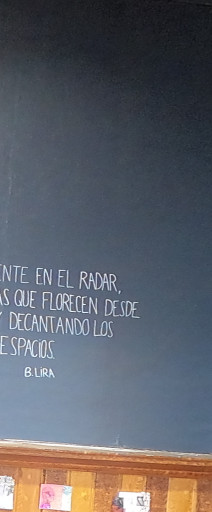 ENTE EN EL RADAR,
AS QUE FLORECEN DESDE
Y DECANTANDO LOS
ESPACIOS.
B. LIRA